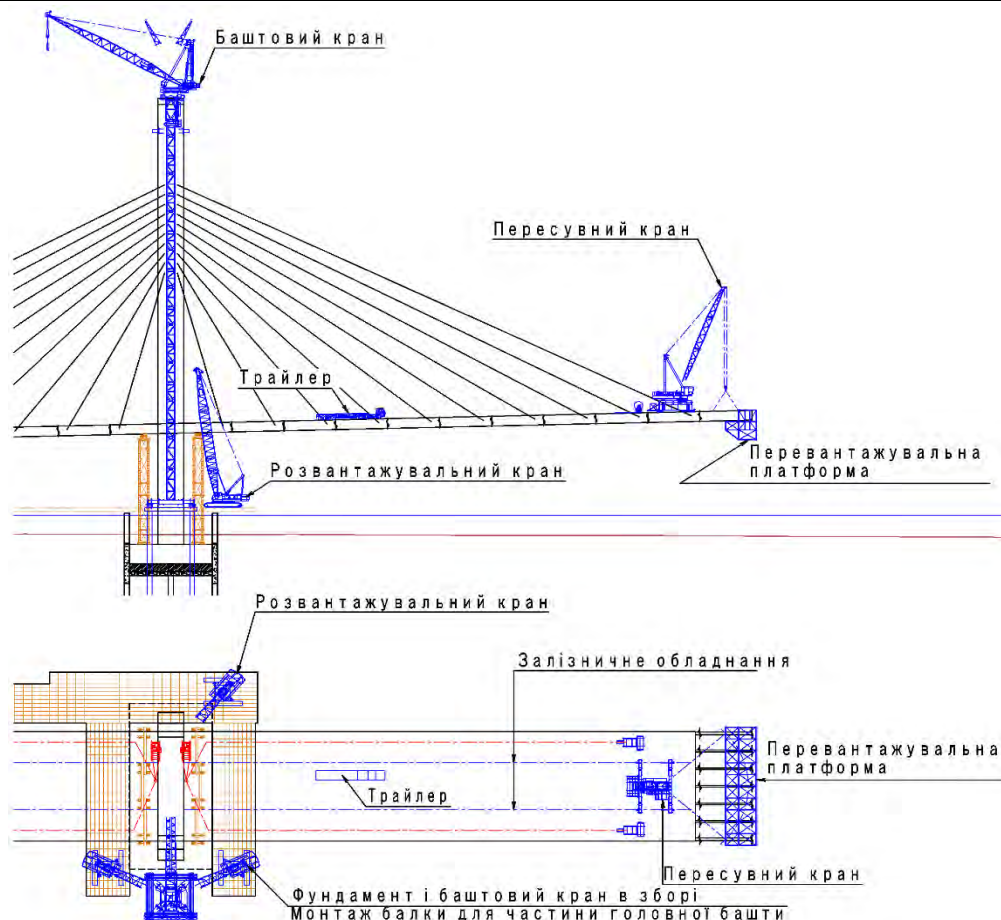 Баштовий кран
Пересувний кран
Трайлер
Перевантажувальна
платформа
Розвантажувальний кран
Розвантажувальний кран
Залізничне обладнання
Перевантажувальна
платформа
Трайлер
Пересувний кран
Фундамент і баштовий кран в зборі
Монтаж балки для частини головної башти